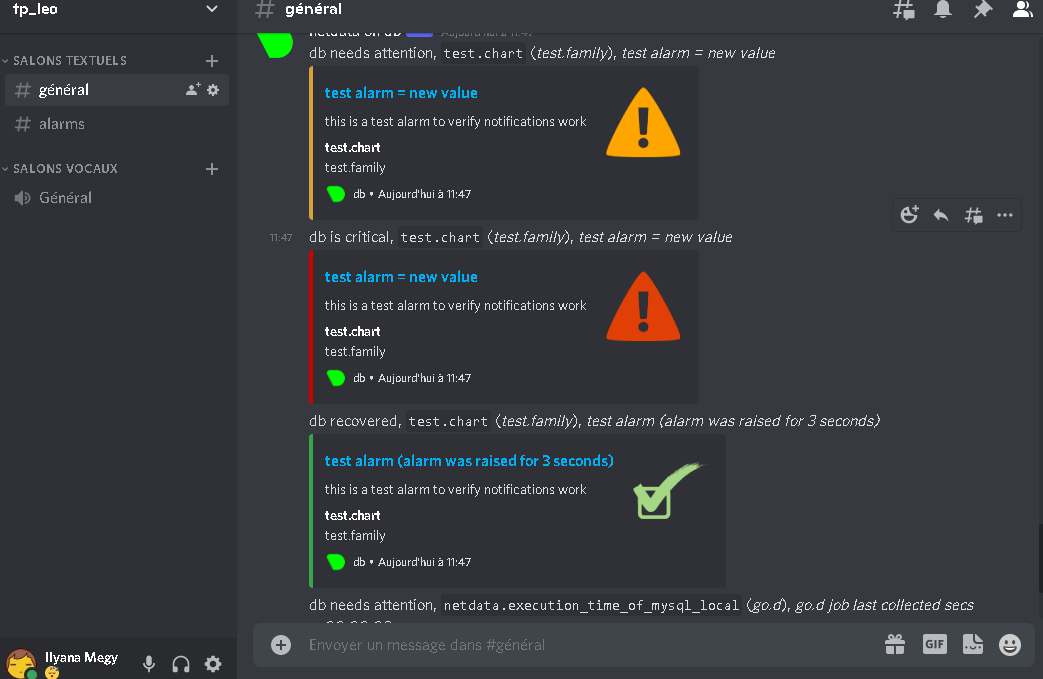 tp_leo
# général
SALONS TEXTUELS
# général
# alarms
SALONS VOCAUX
Général
netdata on db Aujourd'hui à 11:47
db needs attention, test.chart (test.family), test alarm = new value
test alarm = new value
this is a test alarm to verify notifications work
test.chart
test.family
db • Aujourd'hui à 11:47
11:47 db is critical, test.chart (test.family), test alarm = new value
test alarm = new value
this is a test alarm to verify notifications work
test.chart
test.family
db • Aujourd'hui à 11:47
db recovered, test.chart (test.family), test alarm (alarm was raised for 3 seconds)
test alarm (alarm was raised for 3 seconds)
this is a test alarm to verify notifications work
test.chart
test.family
db • Aujourd'hui à 11:47
db needs attention, netdata.execution_time_of_mysql_local (go.d), go.d job last collected secs
Envoyer un message dans #général
GIF
Ilyana Megy